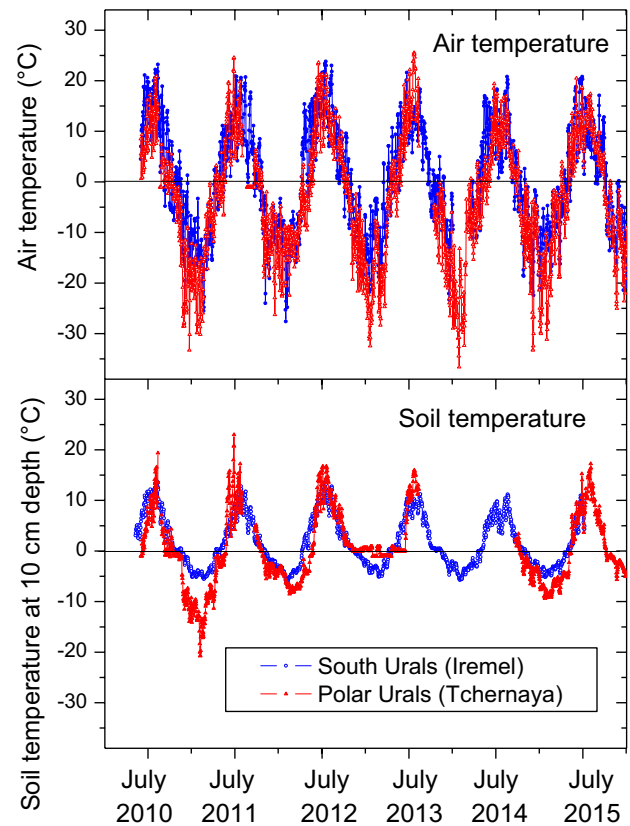 Air temperature (°C)
30
20
10
0
-10
-20
-30
Air temperature
Soil temperature at 10 cm depth (°C)
30
20
10
0
-10
-20
-30
Soil temperature
South Urals (Iremel)
Polar Urals (Tchernaya)
July July July July July July
2010 2011 2012 2013 2014 2015